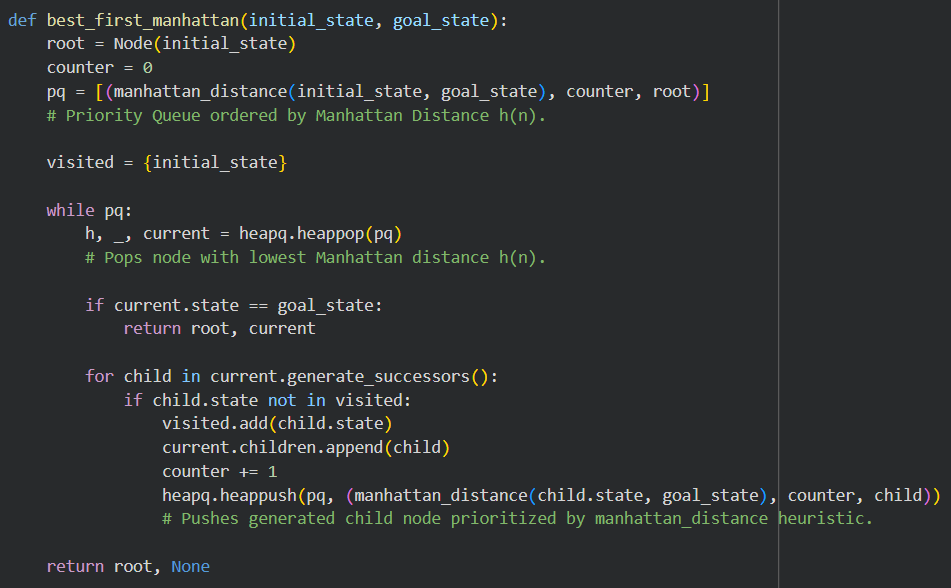 def best_first_manhattan(initial_state, goal_state):
    root = Node(initial_state)
    counter = 0
    pq = [(manhattan_distance(initial_state, goal_state), counter, root)]
    # Priority Queue ordered by Manhattan Distance h(n).

    visited = {initial_state}

    while pq:
        h, _, current = heapq.heappop(pq)
        # Pops node with lowest Manhattan distance h(n).

        if current.state == goal_state:
            return root, current

        for child in current.generate_successors():
            if child.state not in visited:
                visited.add(child.state)
                current.children.append(child)
                counter += 1
                heapq.heappush(pq, (manhattan_distance(child.state, goal_state), counter, child))
                # Pushes generated child node prioritized by manhattan_distance heuristic.

    return root, None